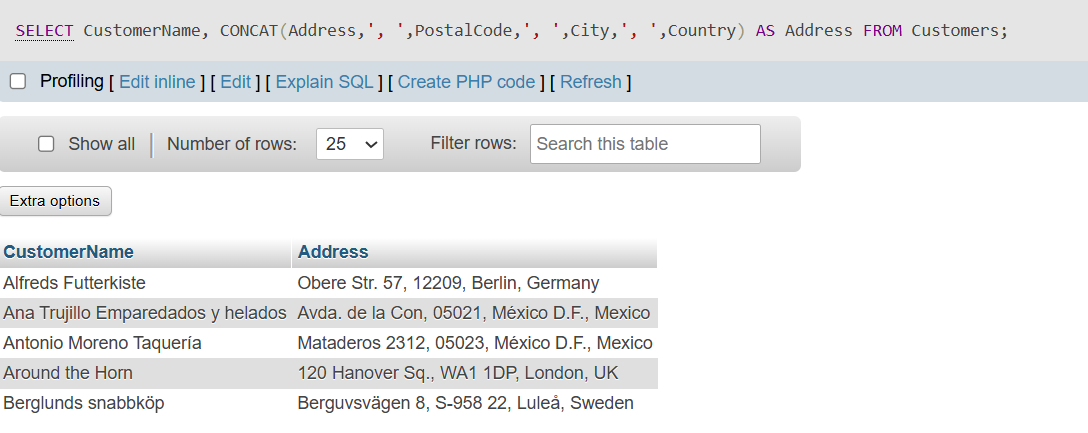 SELECT CustomerName, CONCAT(Address,', ',PostalCode,', ',City,', ',Country) AS Address FROM Customers;
Profiling [ Edit inline ] [ Edit ] [ Explain SQL ] [ Create PHP code ] [ Refresh ]
Show all | Number of rows: 25 Filter rows: Search this table
Extra options
CustomerName Address
Alfreds Futterkiste Obere Str. 57, 12209, Berlin, Germany
Ana Trujillo Emparedados y helados Avda. de la Con, 05021, México D.F., Mexico
Antonio Moreno Taquería Mataderos 2312, 05023, México D.F., Mexico
Around the Horn 120 Hanover Sq., WA1 1DP, London, UK
Berglunds snabbköp Berguvsvägen 8, S-958 22, Luleå, Sweden